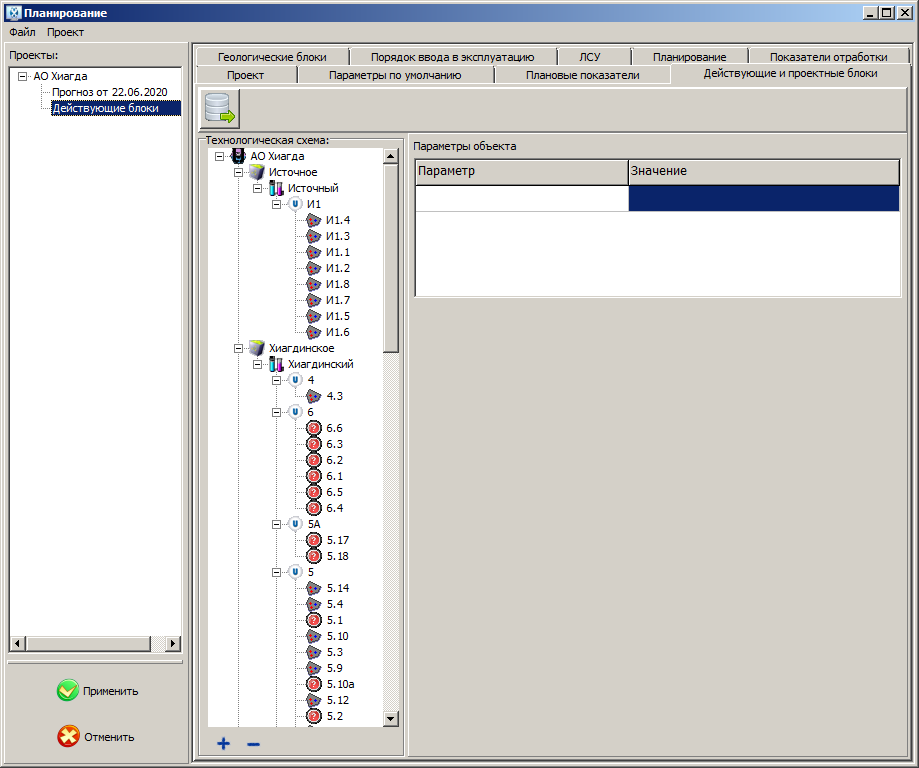 Планирование
Файл Проект
Проекты:
АО Хиагда
Прогноз от 22.06.2020
Действующие блоки
Применить
Отменить
Геологические блоки Порядок ввода в эксплуатацию ЛСУ Планирование Показатели отработки
Проект Параметры по умолчанию Плановые показатели Действующие и проектные блоки
Технологическая схема:
АО Хиагда
Источное
Источный
И1
И1.4
И1.3
И1.1
И1.2
И1.8
И1.7
И1.5
И1.6
Хиагдинское
Хиагдинский
4
4.3
6
6.6
6.3
6.2
6.1
6.5
6.4
5А
5.17
5.18
5
5.14
5.4
5.1
5.10
5.3
5.9
5.10а
5.12
5.2
Параметры объекта
Параметр Значение